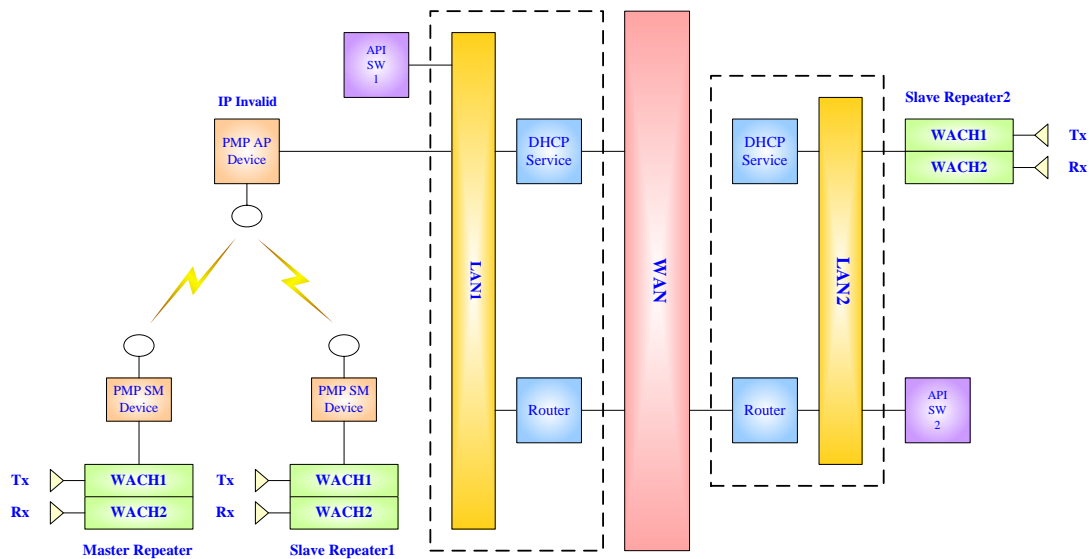 API
SW
1
IP Invalid
PMP AP
Device
LAN1
DHCP
Service
Router
WAN
DHCP
Service
Router
LAN2
Slave Repeater2
WACH1
WACH2
Tx
Rx
API
SW
2
PMP SM
Device
PMP SM
Device
Tx
WACH1
Rx
WACH2
Master Repeater
Tx
WACH1
Rx
WACH2
Slave Repeater1